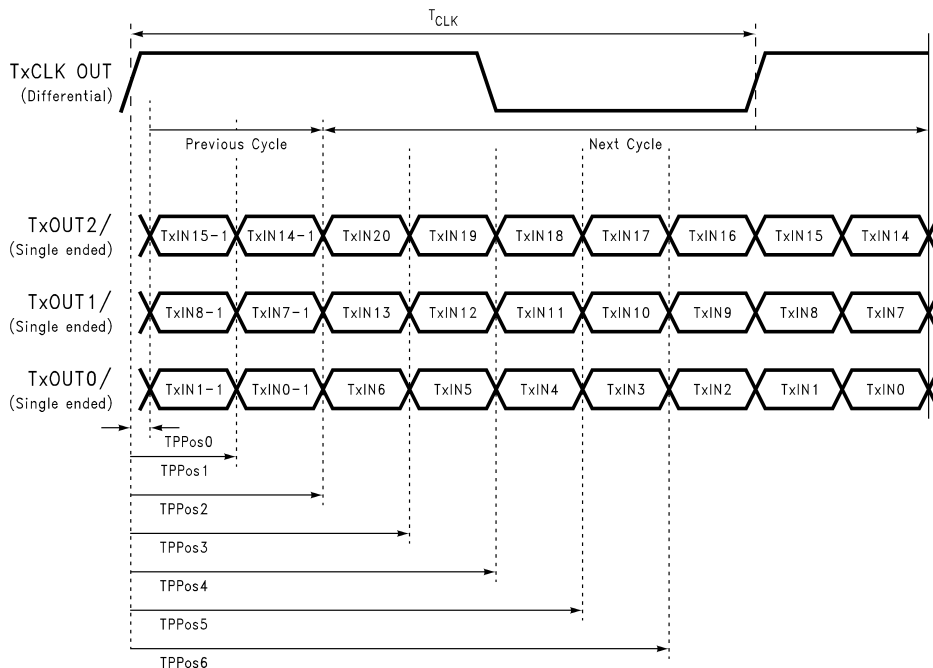 T_CLK
TxCLK OUT
(Differential)
Previous Cycle
Next Cycle
TxOUT2/
(Single ended)
TxIN15-1 TxIN14-1 TxIN20 TxIN19 TxIN18 TxIN17 TxIN16 TxIN15 TxIN14
TxOUT1/
(Single ended)
TxIN8-1 TxIN7-1 TxIN13 TxIN12 TxIN11 TxIN10 TxIN9 TxIN8 TxIN7
TxOUT0/
(Single ended)
TxIN1-1 TxIN0-1 TxIN6 TxIN5 TxIN4 TxIN3 TxIN2 TxIN1 TxIN0
TPPos0
TPPos1
TPPos2
TPPos3
TPPos4
TPPos5
TPPos6